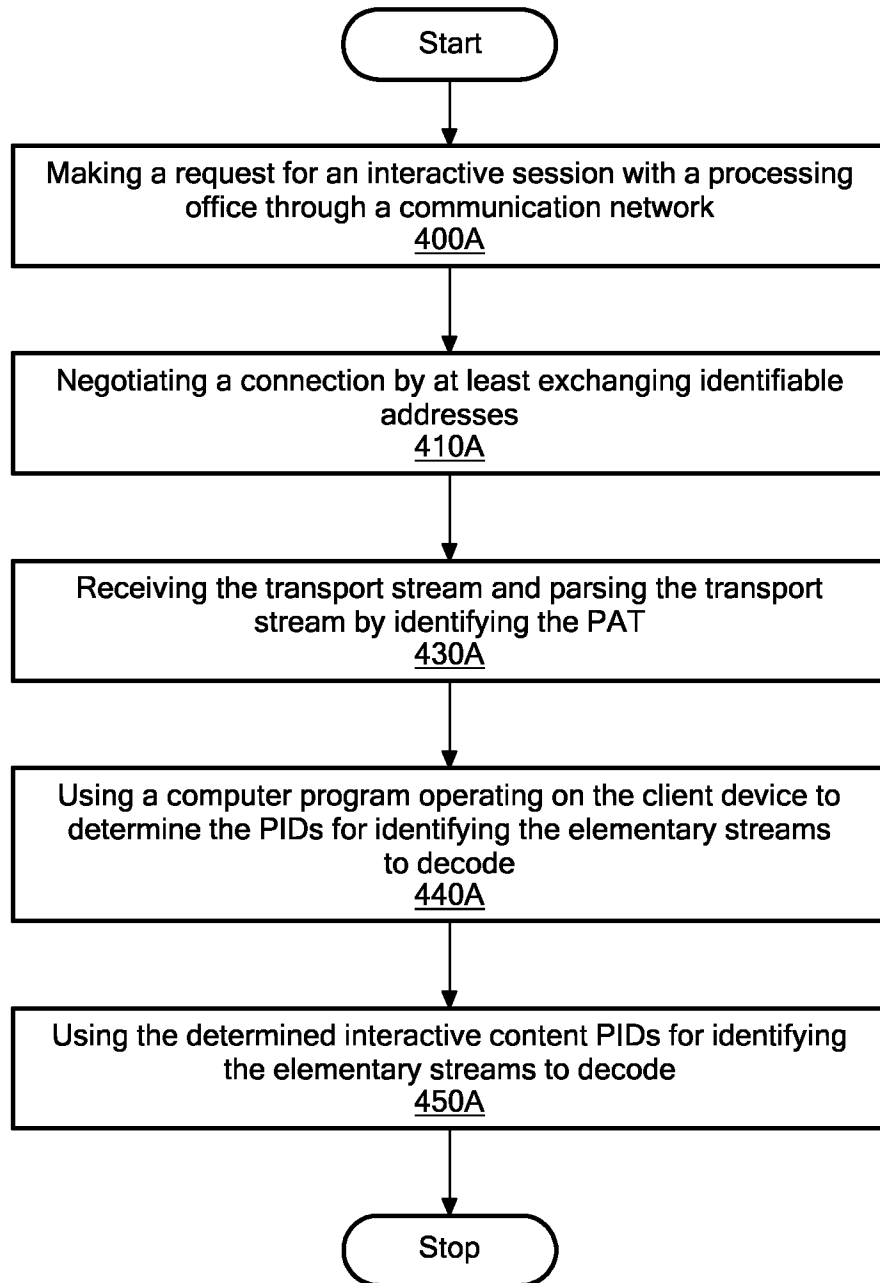 Start
Making a request for an interactive session with a processing
office through a communication network
400A
Negotiating a connection by at least exchanging identifiable
addresses
410A
Receiving the transport stream and parsing the transport
stream by identifying the PAT
430A
Using a computer program operating on the client device to
determine the PIDs for identifying the elementary streams
to decode
440A
Using the determined interactive content PIDs for identifying
the elementary streams to decode
450A
Stop